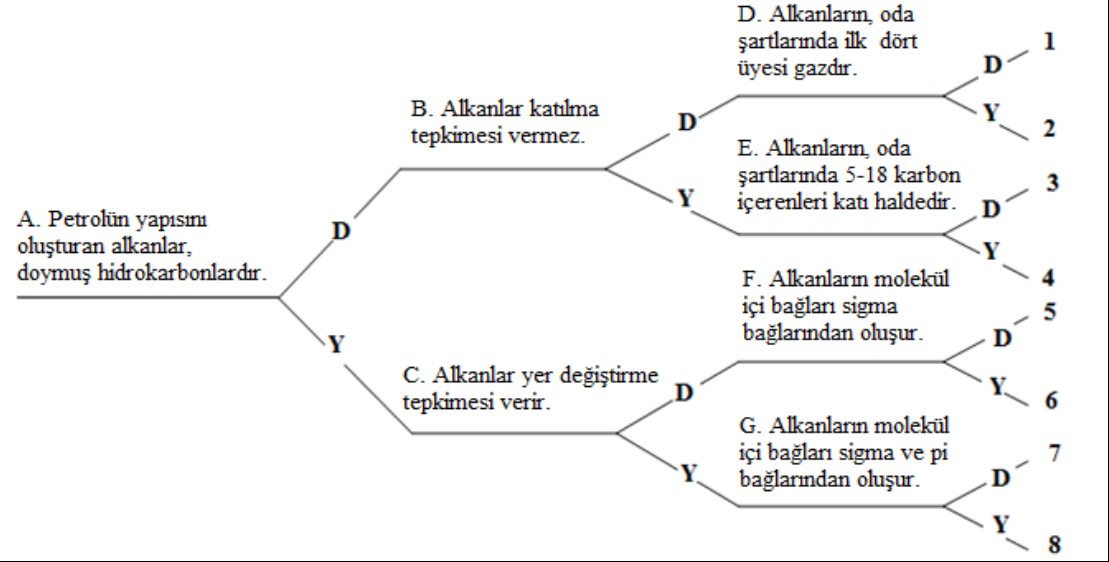 A. Petrolün yapısını
oluşturan alkanlar,
doymuş hidrokarbonlardır.
D
Y
B. Alkanlar katılma
tepkimesi vermez.
D
Y
C. Alkanlar yer değiştirme
tepkimesi verir.
D
Y
D. Alkanların, oda
şartlarında ilk dört
üyesi gazdır.
D
1
Y
2
E. Alkanların, oda
şartlarında 5-18 karbon
içerenleri katı haldedir.
D
3
Y
4
F. Alkanların molekül
içi bağları sigma
bağlarından oluşur.
D
5
Y
6
G. Alkanların molekül
içi bağları sigma ve pi
bağlarından oluşur.
D
7
Y
8